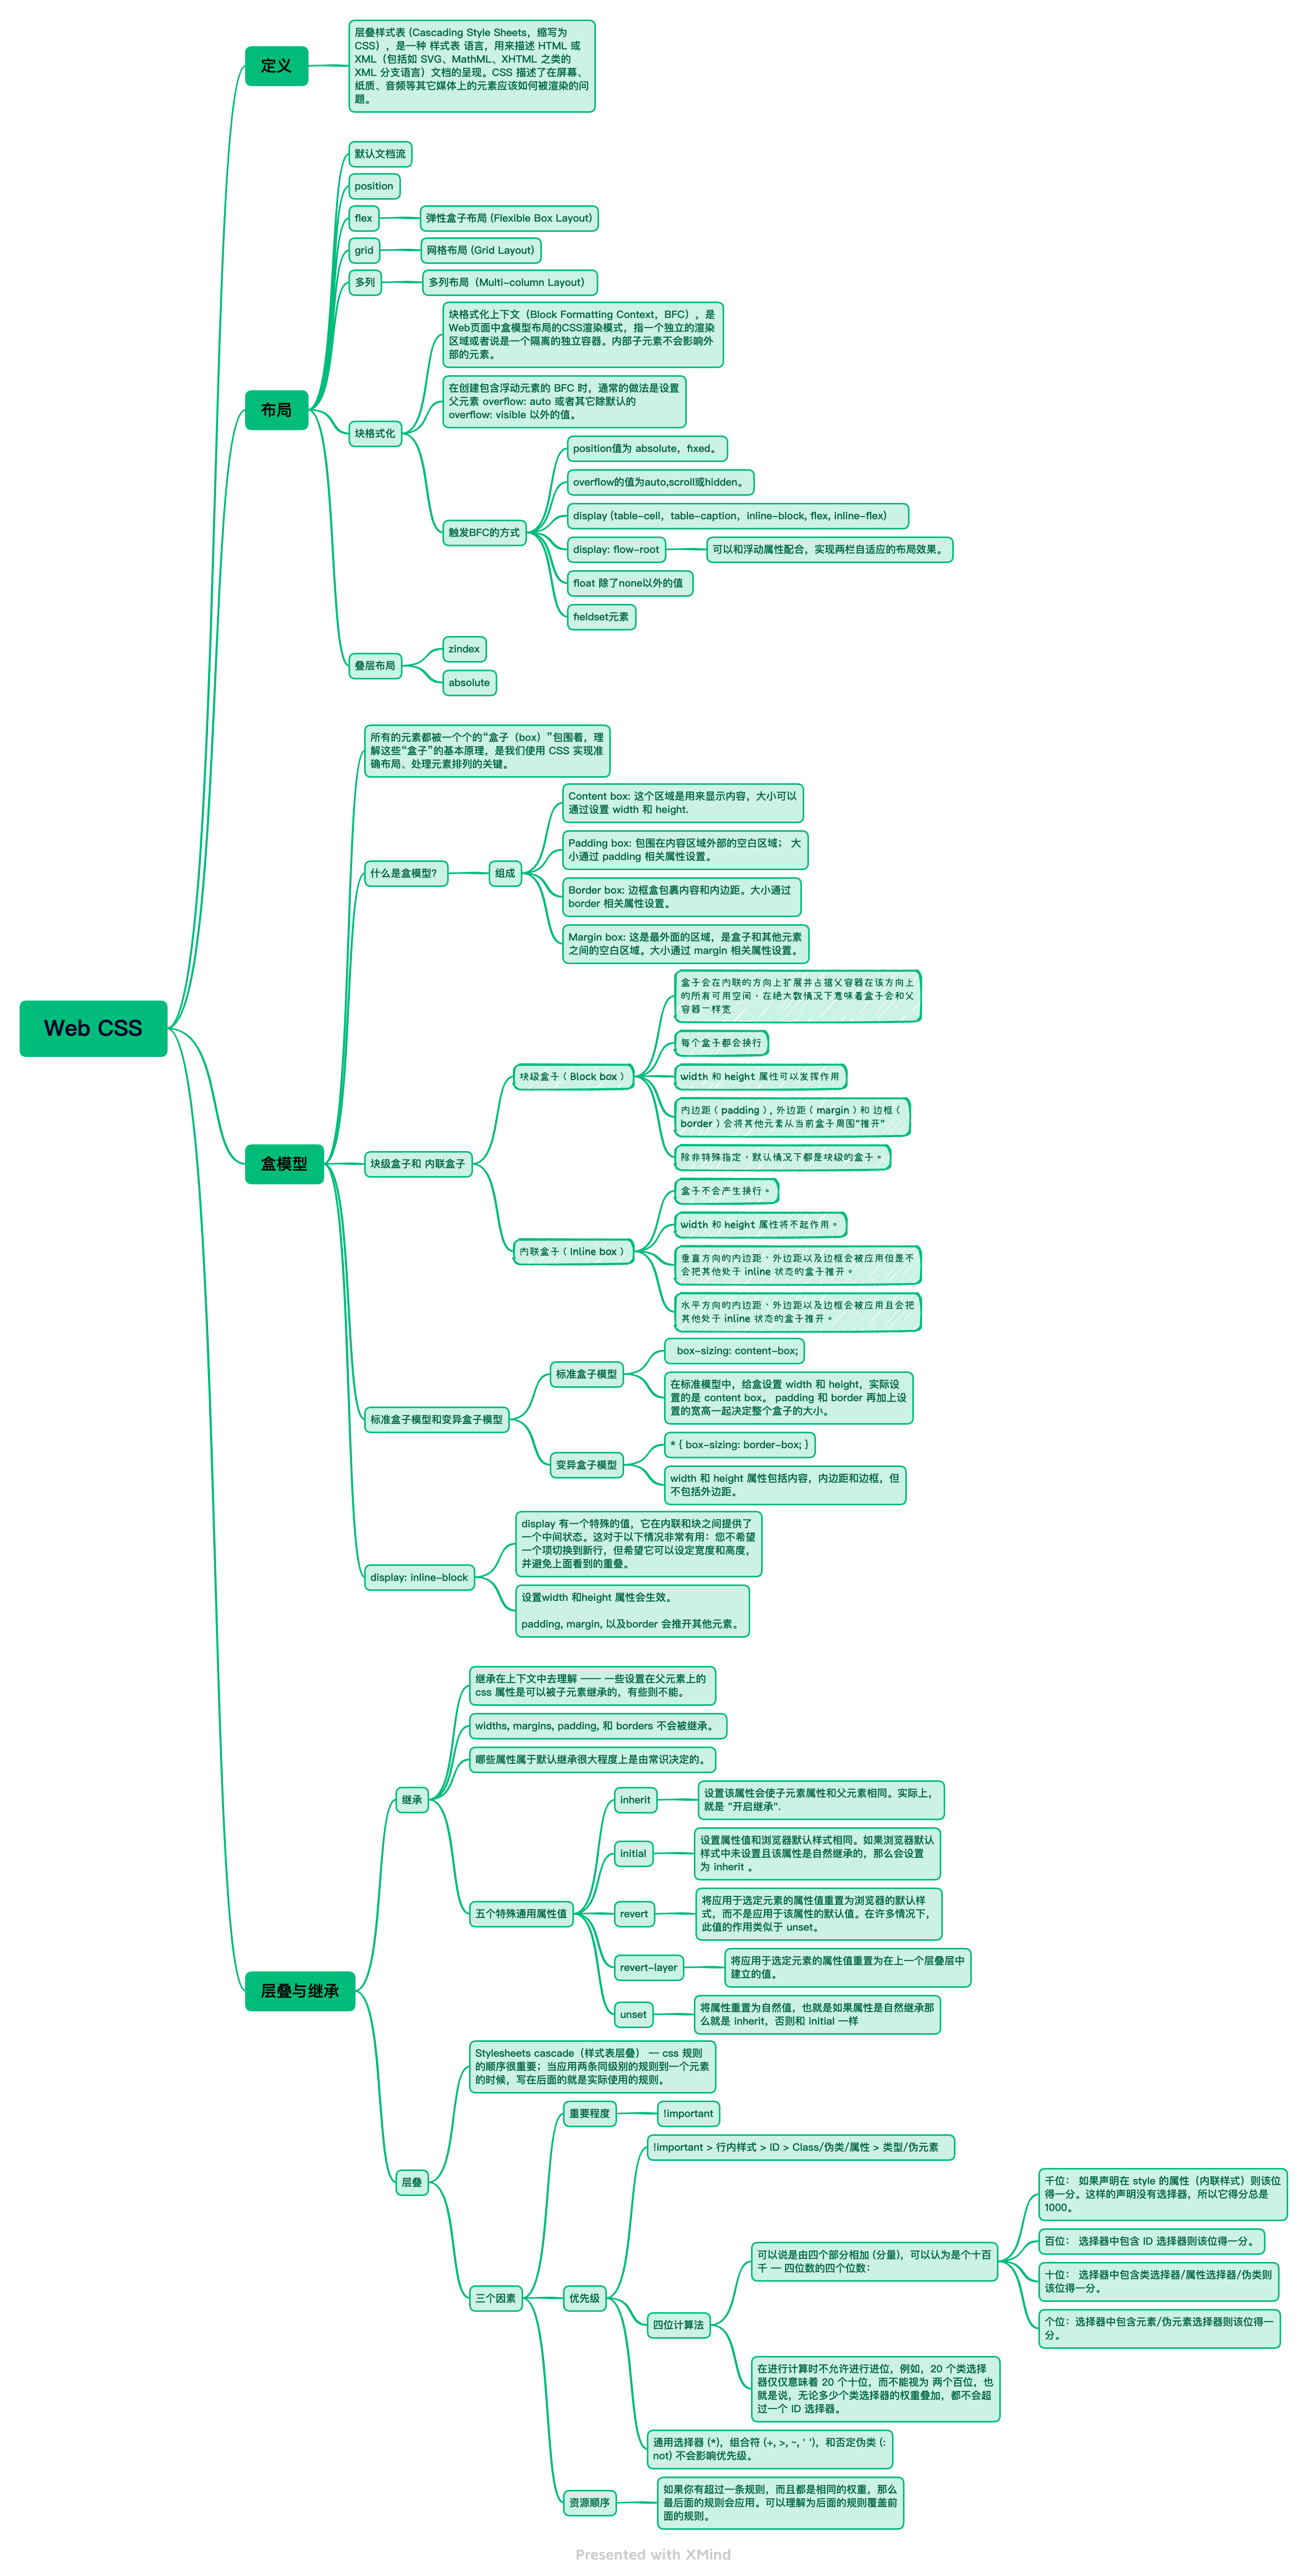 Web CSS
定义
层叠样式表 (Cascading Style Sheets，缩写为
CSS），是一种 样式表 语言，用来描述 HTML 或
XML（包括如 SVG、MathML、XHTML 之类的
XML 分支语言）文档的呈现。CSS 描述了在屏幕、
纸质、音频等其它媒体上的元素应该如何被渲染的问
题。
布局
默认文档流
position
flex
弹性盒子布局 (Flexible Box Layout)
grid
网格布局 (Grid Layout)
多列
多列布局（Multi-column Layout）
块格式化
块格式化上下文（Block Formatting Context，BFC），是
Web页面中盒模型布局的CSS渲染模式，指一个独立的渲染
区域或者说是一个隔离的独立容器。内部子元素不会影响外
部的元素。
在创建包含浮动元素的 BFC 时，通常的做法是设置
父元素 overflow: auto 或者其它除默认的
overflow: visible 以外的值。
触发BFC的方式
position值为 absolute，fixed。
overflow的值为auto,scroll或hidden。
display (table-cell，table-caption，inline-block, flex, inline-flex)
display: flow-root
可以和浮动属性配合，实现两栏自适应的布局效果。
float 除了none以外的值
fieldset元素
叠层布局
zindex
absolute
盒模型
所有的元素都被一个个的“盒子（box）”包围着，理
解这些“盒子”的基本原理，是我们使用 CSS 实现准
确布局、处理元素排列的关键。
什么是盒模型？
组成
Content box: 这个区域是用来显示内容，大小可以
通过设置 width 和 height.
Padding box: 包围在内容区域外部的空白区域； 大
小通过 padding 相关属性设置。
Border box: 边框盒包裹内容和内边距。大小通过
border 相关属性设置。
Margin box: 这是最外面的区域，是盒子和其他元素
之间的空白区域。大小通过 margin 相关属性设置。
块级盒子和 内联盒子
块级盒子（Block box）
盒子会在内联的方向上扩展并占据父容器在该方向上
的所有可用空间，在绝大数情况下意味着盒子会和父
容器一样宽
每个盒子都会换行
width 和 height 属性可以发挥作用
内边距（padding）, 外边距（margin）和 边框（
border）会将其他元素从当前盒子周围“推开”
除非特殊指定，默认情况下都是块级的盒子。
内联盒子（Inline box）
盒子不会产生换行。
width 和 height 属性将不起作用。
垂直方向的内边距、外边距以及边框会被应用但是不
会把其他处于 inline 状态的盒子推开。
水平方向的内边距、外边距以及边框会被应用且会把
其他处于 inline 状态的盒子推开。
标准盒子模型和变异盒子模型
标准盒子模型
box-sizing: content-box;
在标准模型中，给盒设置 width 和 height，实际设
置的是 content box。 padding 和 border 再加上设
置的宽高一起决定整个盒子的大小。
变异盒子模型
* { box-sizing: border-box; }
width 和 height 属性包括内容，内边距和边框，但
不包括外边距。
display: inline-block
display 有一个特殊的值，它在内联和块之间提供了
一个中间状态。这对于以下情况非常有用：您不希望
一个项切换到新行，但希望它可以设定宽度和高度，
并避免上面看到的重叠。
设置width 和height 属性会生效。
padding, margin, 以及border 会推开其他元素。
层叠与继承
继承
继承在上下文中去理解 —— 一些设置在父元素上的
css 属性是可以被子元素继承的，有些则不能。
widths, margins, padding, 和 borders 不会被继承。
哪些属性属于默认继承很大程度上是由常识决定的。
五个特殊通用属性值
inherit
设置该属性会使子元素属性和父元素相同。实际上，
就是 "开启继承".
initial
设置属性值和浏览器默认样式相同。如果浏览器默认
样式中未设置且该属性是自然继承的，那么会设置
为 inherit 。
revert
将应用于选定元素的属性值重置为浏览器的默认样
式，而不是应用于该属性的默认值。在许多情况下，
此值的作用类似于 unset。
revert-layer
将应用于选定元素的属性值重置为在上一个层叠层中
建立的值。
unset
将属性重置为自然值，也就是如果属性是自然继承那
么就是 inherit，否则和 initial 一样
层叠
Stylesheets cascade（样式表层叠） — css 规则
的顺序很重要；当应用两条同级别的规则到一个元素
的时候，写在后面的就是实际使用的规则。
三个因素
重要程度
!important
优先级
!important > 行内样式 > ID > Class/伪类/属性 > 类型/伪元素
四位计算法
可以说是由四个部分相加 (分量)，可以认为是个十百
千 — 四位数的四个位数：
千位： 如果声明在 style 的属性（内联样式）则该位
得一分。这样的声明没有选择器，所以它得分总是
1000。
百位： 选择器中包含 ID 选择器则该位得一分。
十位： 选择器中包含类选择器/属性选择器/伪类则
该位得一分。
个位：选择器中包含元素/伪元素选择器则该位得一
分。
在进行计算时不允许进行进位，例如，20 个类选择
器仅仅意味着 20 个十位，而不能视为 两个百位，也
就是说，无论多少个类选择器的权重叠加，都不会超
过一个 ID 选择器。
通用选择器 (*)，组合符 (+, >, ~, ' ')，和否定伪类 (:
not) 不会影响优先级。
资源顺序
如果你有超过一条规则，而且都是相同的权重，那么
最后面的规则会应用。可以理解为后面的规则覆盖前
面的规则。
Presented with XMind